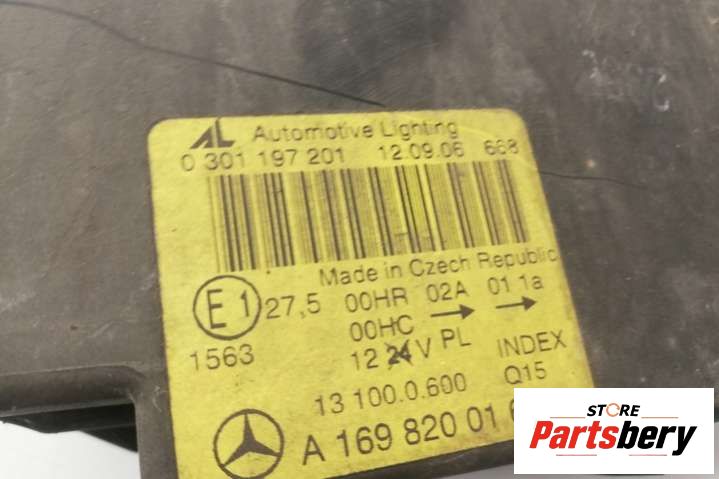 AL Automotive Lighting
0 301 197 201 12.09.06 668
Made in Czech Republic
E1 27,5 00HR 02A 01 1a
00HC
1563 12 24 V PL INDEX
13 100.0.600 Q15
A 169 820 01
STORE
Partsbery